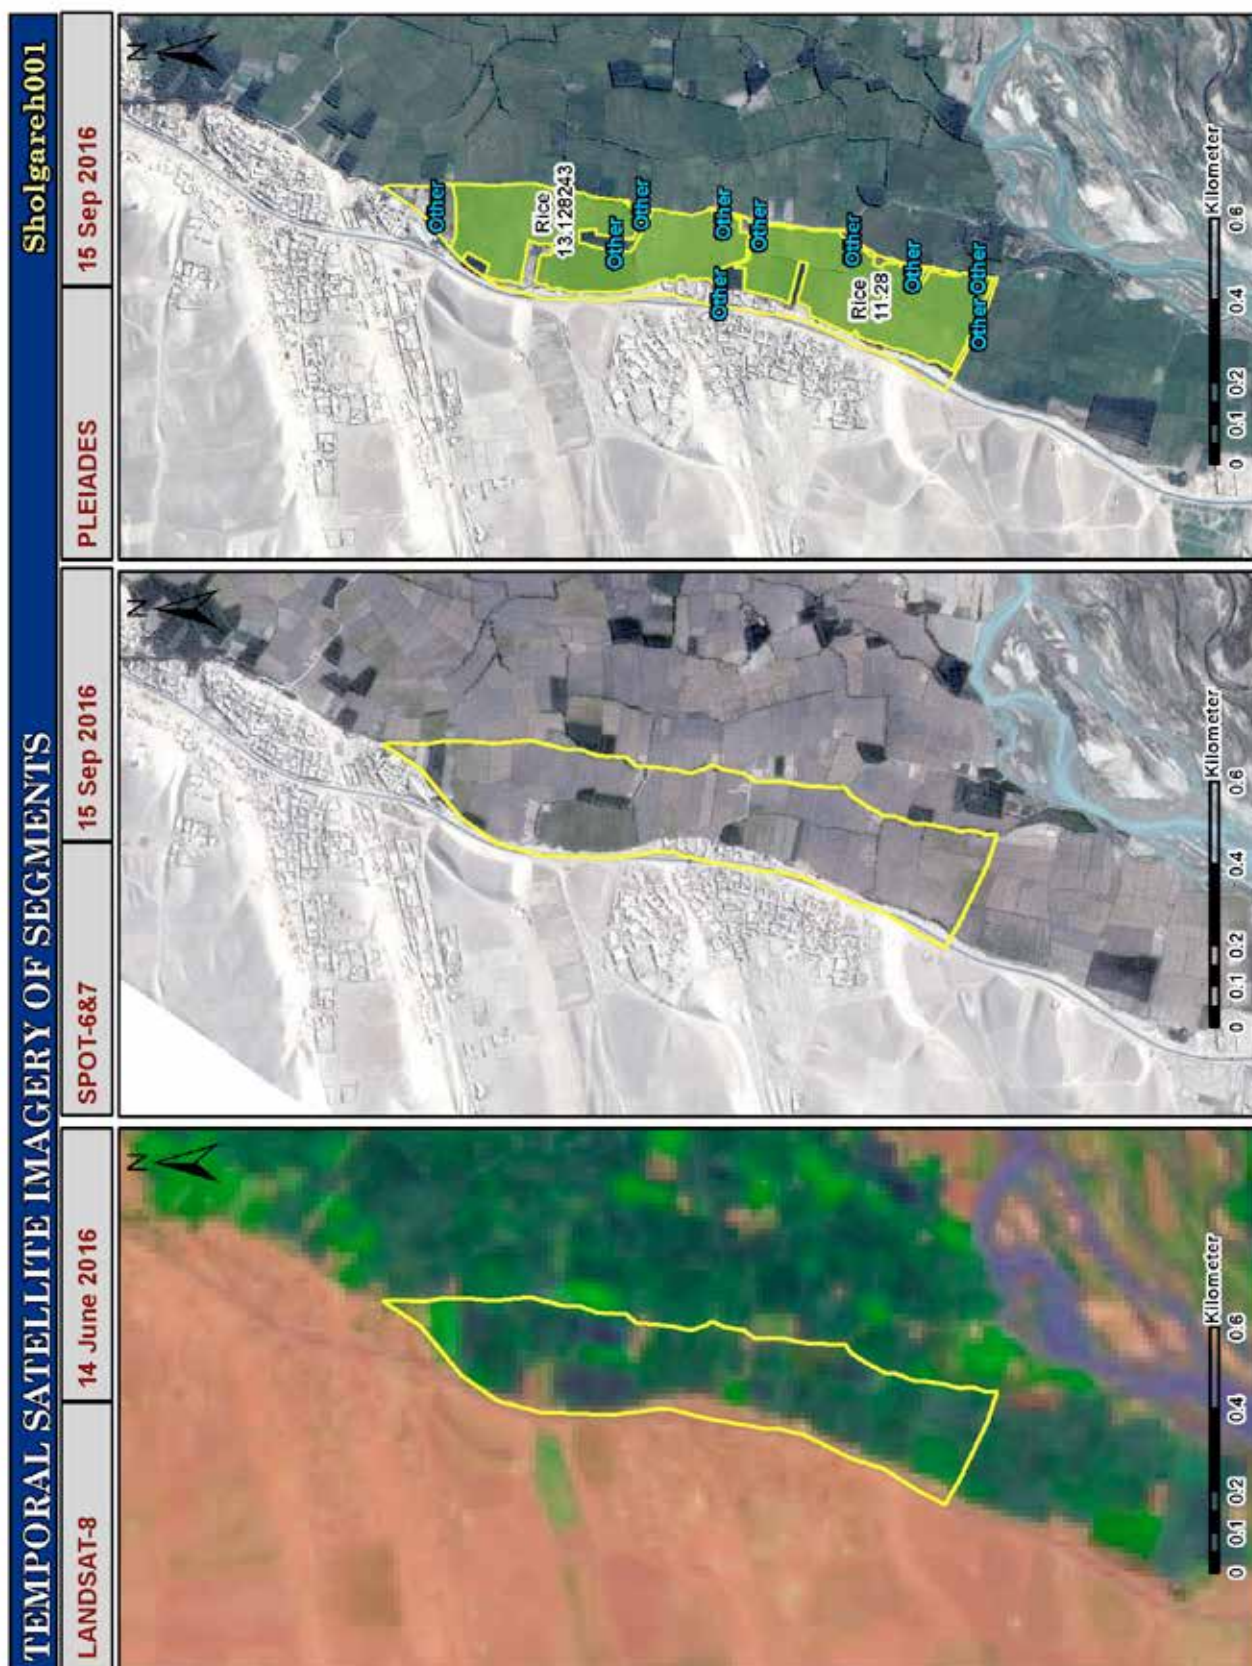 TEMPORAL SATELLITE IMAGERY OF SEGMENTS
Sholgareh001
LANDSAT-8
14 June 2016
SPOT-6&7
15 Sep 2016
PLEIADES
15 Sep 2016
N
0 0.1 0.2 0.4 0.6
Kilometer
N
0 0.1 0.2 0.4 0.6
Kilometer
N
Other
Rice
13.128243
Other
Other
Other
Other
Other
Other
Rice
11.28
Other
Other
Other
0 0.1 0.2 0.4 0.6
Kilometer